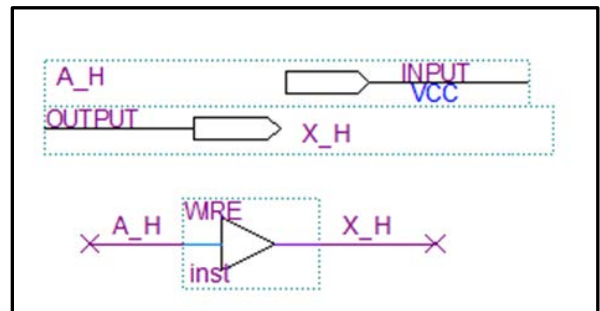 A_H INPUT
VCC
OUTPUT X_H
WIRE
A_H X_H
inst